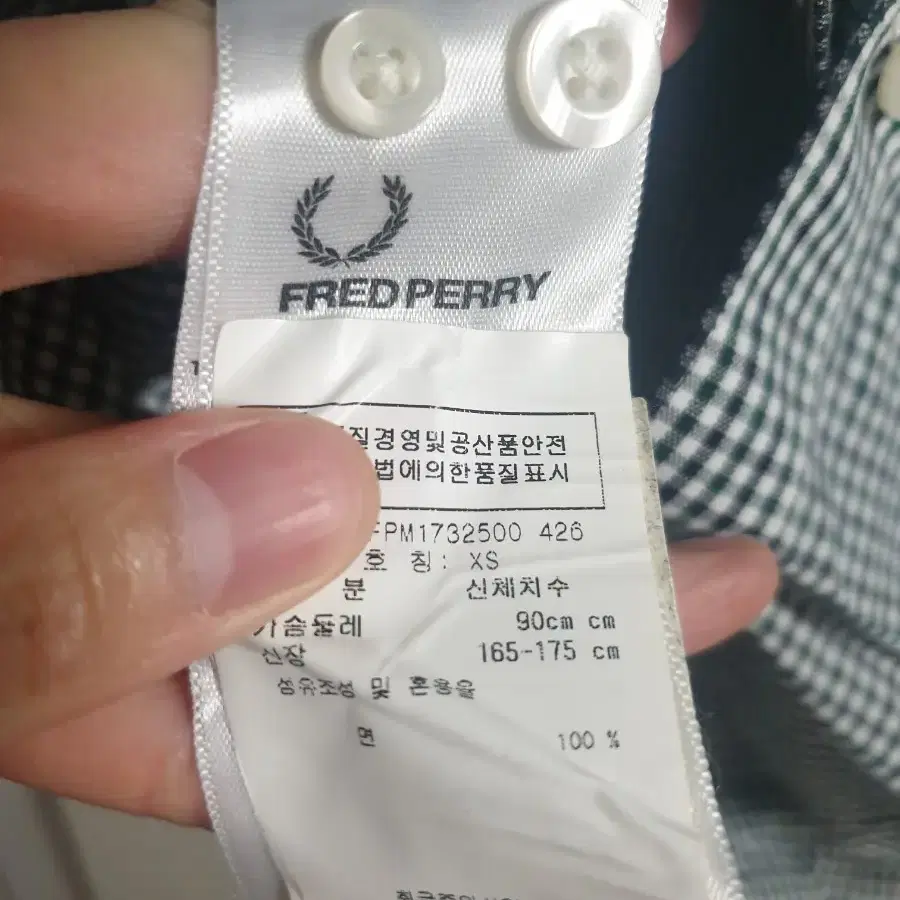 FRED PERRY
질경영및공산품안전
법에의한품질표시
FPM1732500 426
호 칭: XS
분 신체치수
가슴둘레 90cm cm
신장 165-175 cm
섬유조성 및 혼용율
면 100 %